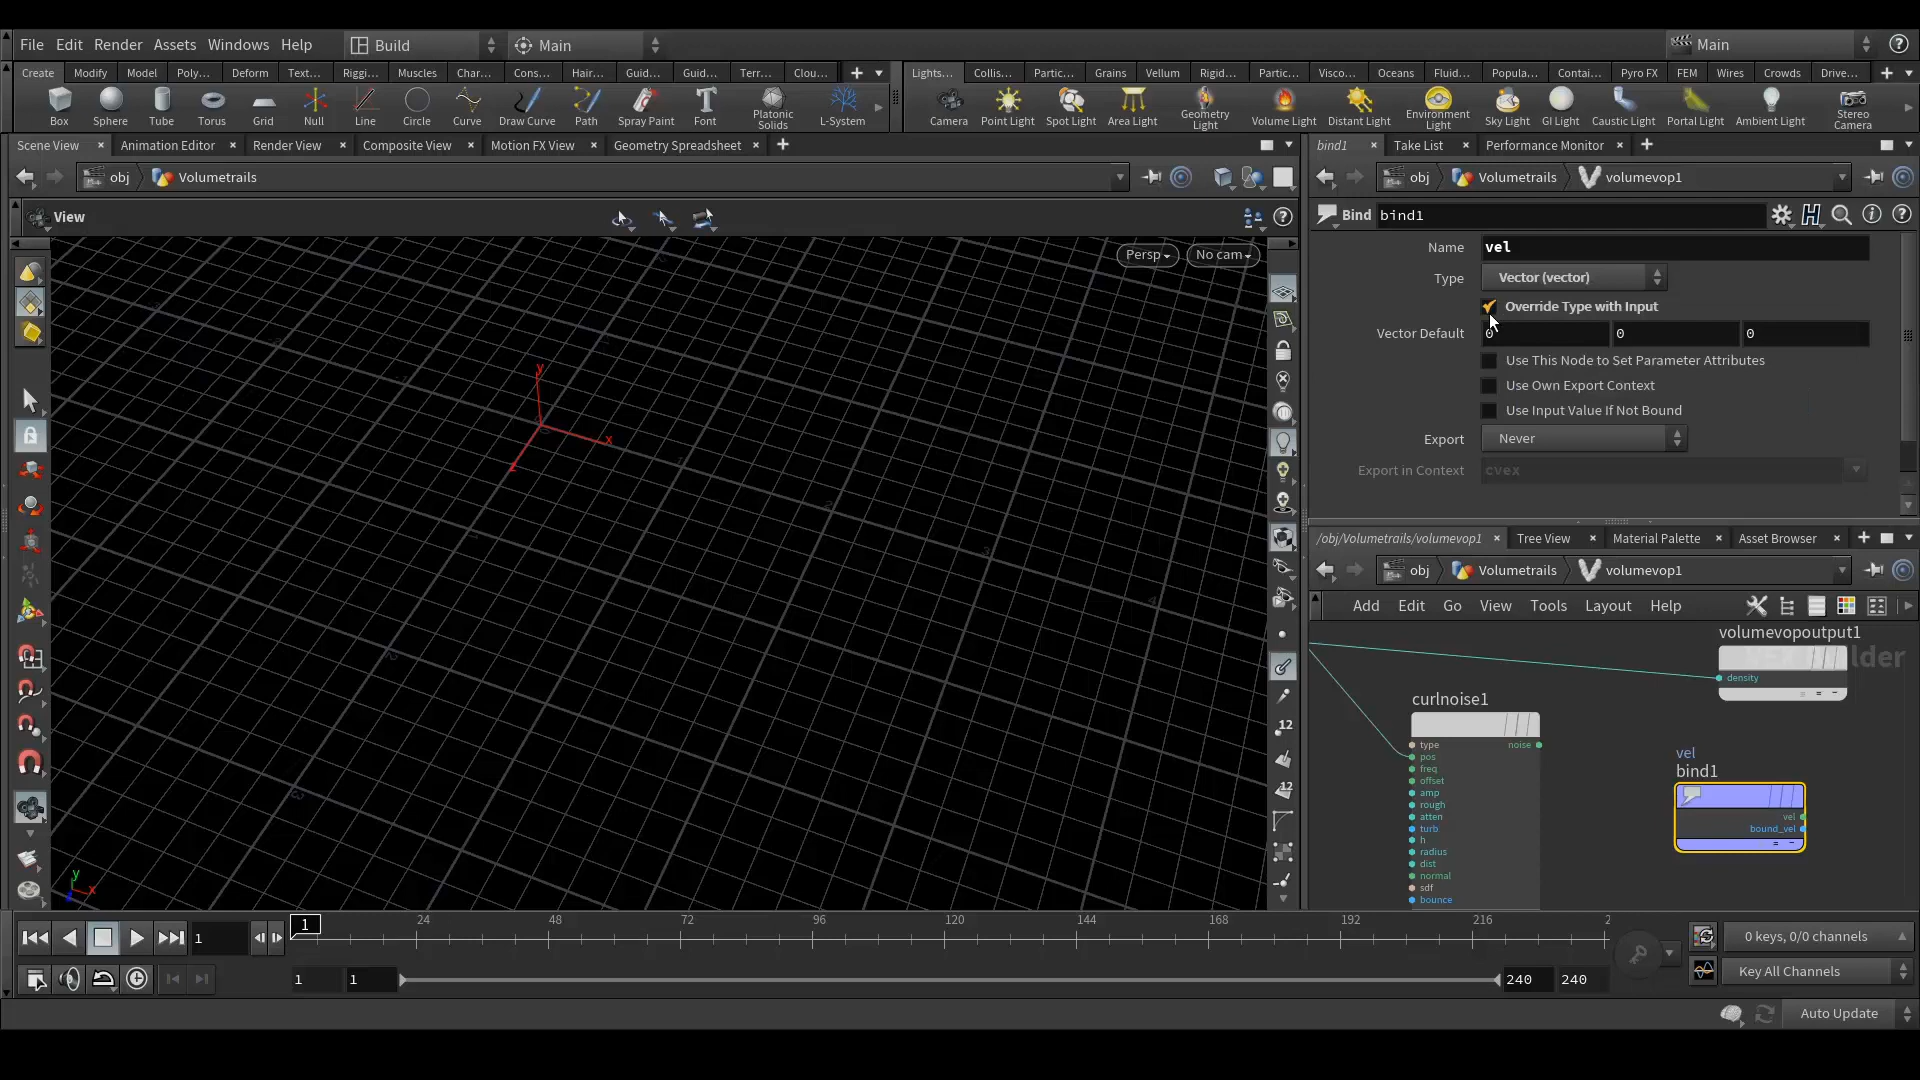 File Edit Render Assets Windows Help Build Main Main
Create Modify Model Poly... Deform Text... Riggi... Muscles Char... Cons... Hair... Guid... Guid... Terr... Clou... Lights... Collis... Partic... Grains Vellum Rigid... Partic... Visco... Oceans Fluid... Popula... Contai... Pyro FX FEM Wires Crowds Drive...
Box Sphere Tube Torus Grid Null Line Circle Curve Draw Curve Path Spray Paint Font Platonic Solids L-System Camera Point Light Spot Light Area Light Geometry Light Volume Light Distant Light Environment Light Sky Light GI Light Caustic Light Portal Light Ambient Light Stereo Camera
Scene View Animation Editor Render View Composite View Motion FX View Geometry Spreadsheet
obj Volumetrails
View
Persp No cam
y
x
z
y
x
12
12
bind1 Take List Performance Monitor
obj Volumetrails volumevop1
Bind bind1
Name vel
Type Vector (vector)
Override Type with Input
Vector Default 0 0 0
Use This Node to Set Parameter Attributes
Use Own Export Context
Use Input Value If Not Bound
Export Never
Export in Context cvex
/obj/Volumetrails/volumevop1 Tree View Material Palette Asset Browser
obj Volumetrails volumevop1
Add Edit Go View Tools Layout Help
volumevopoutput1
lder
density
curlnoise1
type noise
pos
freq
offset
amp
rough
atten
turb
h
radius
dist
normal
sdf
bounce
vel
bind1
vel
bound_vel
1 1 24 48 72 96 120 144 168 192 216 2
0 keys, 0/0 channels
1 1 240 240
Key All Channels
Auto Update